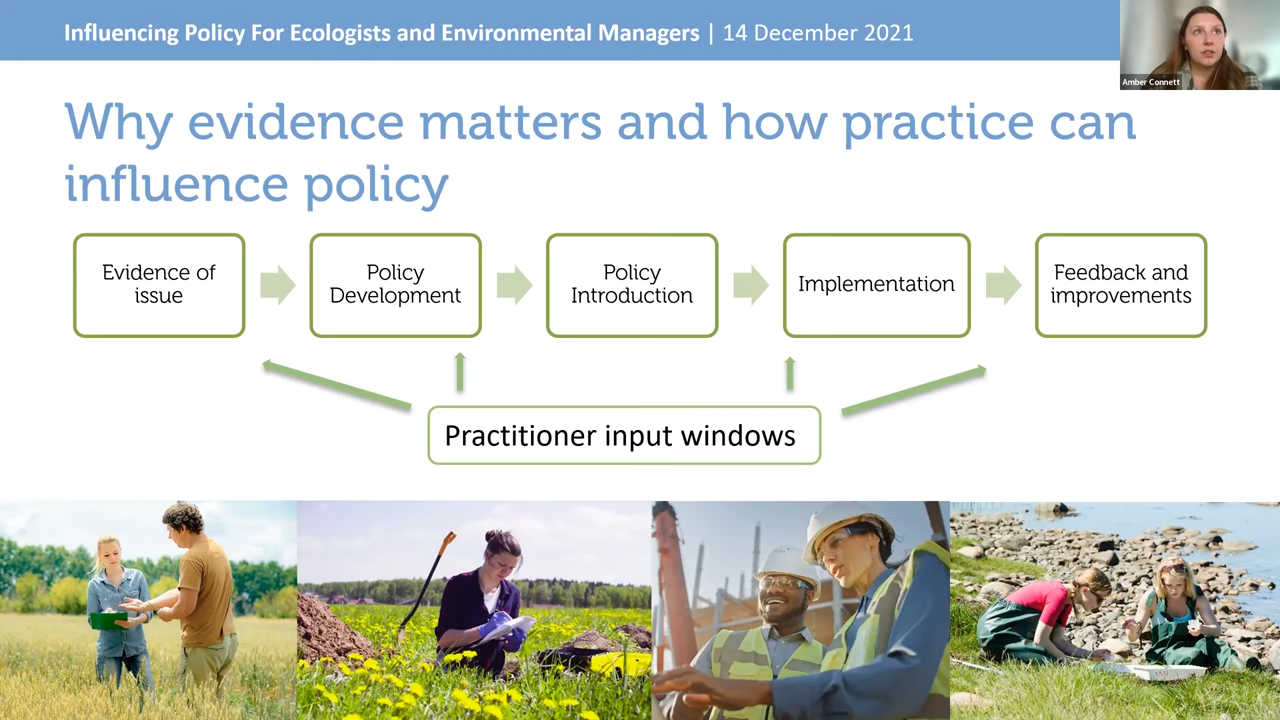 Influencing Policy For Ecologists and Environmental Managers | 14 December 2021
Amber Connett
Why evidence matters and how practice can
influence policy
Evidence of
issue
Policy
Development
Policy
Introduction
Implementation
Feedback and
improvements
Practitioner input windows